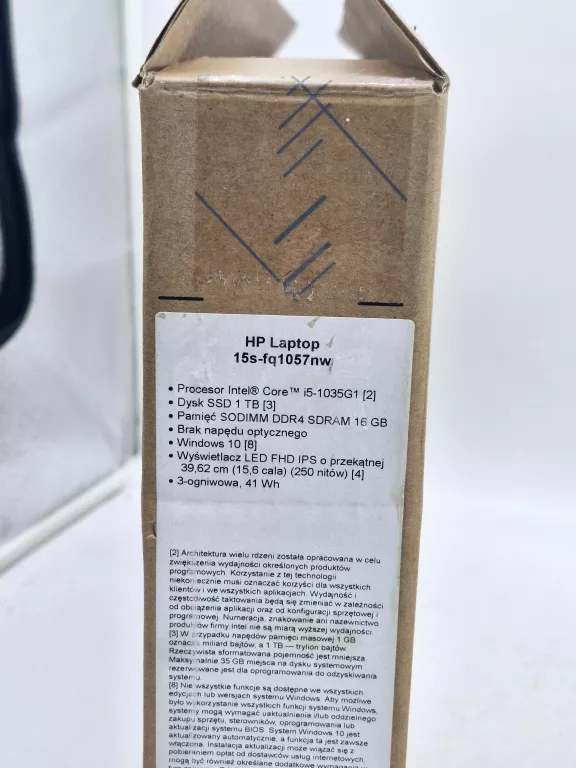 HP Laptop
15s-fq1057nw
• Procesor Intel® Core™ i5-1035G1 [2]
• Dysk SSD 1 TB [3]
• Pamięć SODIMM DDR4 SDRAM 16 GB
• Brak napędu optycznego
• Windows 10 [8]
• Wyświetlacz LED FHD IPS o przekątnej
39,62 cm (15,6 cala) (250 nitów) [4]
• 3-ogniwowa, 41 Wh
[2] Architektura wielu rdzeni została opracowana w celu
zwiększenia wydajności określonych produktów
programowych. Korzystanie z tej technologii
niekoniecznie musi oznaczać korzyści dla wszystkich
klientów i we wszystkich aplikacjach. Wydajność i
częstotliwość taktowania będą się zmieniać w zależności
od obciążenia aplikacji oraz od konfiguracji sprzętowej i
programowej. Numeracja, znakowanie ani nazewnictwo
produktów firmy Intel nie są miarą wyższej wydajności.
[3] W przypadku napędów pamięci masowej 1 GB
oznacza miliard bajtów, a 1 TB — trylion bajtów.
Rzeczywista sformatowana pojemność jest mniejsza.
Maksymalnie 35 GB miejsca na dysku systemowym
rezerwowane jest dla oprogramowania do odzyskiwania
systemu.
[8] Nie wszystkie funkcje są dostępne we wszystkich
edycjach lub wersjach systemu Windows. Aby możliwe
było wykorzystanie wszystkich funkcji systemu Windows,
systemy mogą wymagać uaktualnienia i/lub oddzielnego
zakupu sprzętu, sterowników, oprogramowania lub
aktualizacji systemu BIOS. System Windows 10 jest
aktualizowany automatycznie, a funkcja ta jest zawsze
włączona. Instalacja aktualizacji może wiązać się z
pobieraniem opłat od dostawców usług internetowych,
mogą być również określane dodatkowe wymagania w